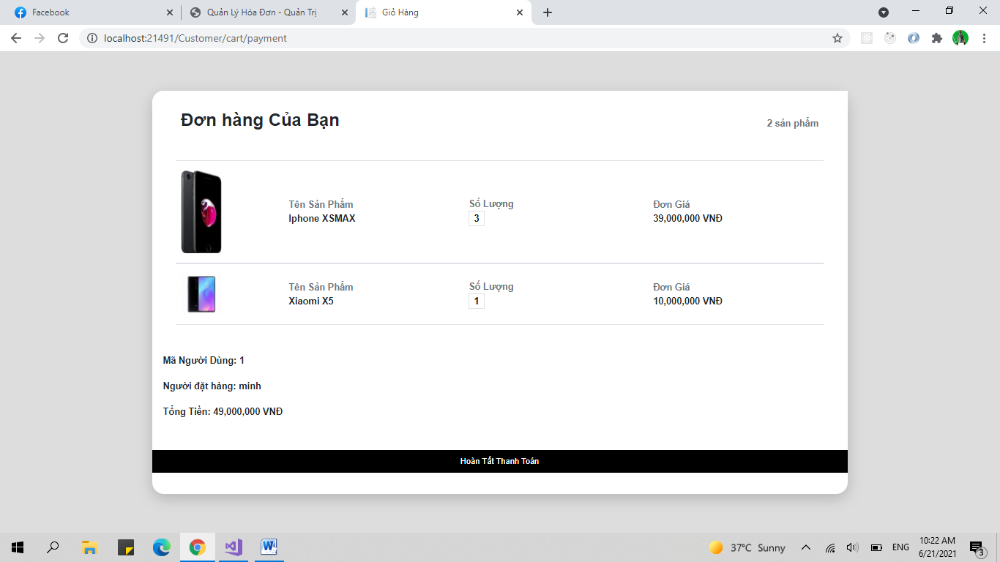 Facebook
Quản Lý Hóa Đơn - Quản Trị
Giỏ Hàng
localhost:21491/Customer/cart/payment
Đơn hàng Của Bạn
2 sản phẩm
Tên Sản Phẩm
Iphone XSMAX
Số Lượng
3
Đơn Giá
39,000,000 VNĐ
Tên Sản Phẩm
Xiaomi X5
Số Lượng
1
Đơn Giá
10,000,000 VNĐ
Mã Người Dùng: 1
Người đặt hàng: minh
Tổng Tiền: 49,000,000 VNĐ
Hoàn Tất Thanh Toán
37°C Sunny
ENG
10:22 AM
6/21/2021
3